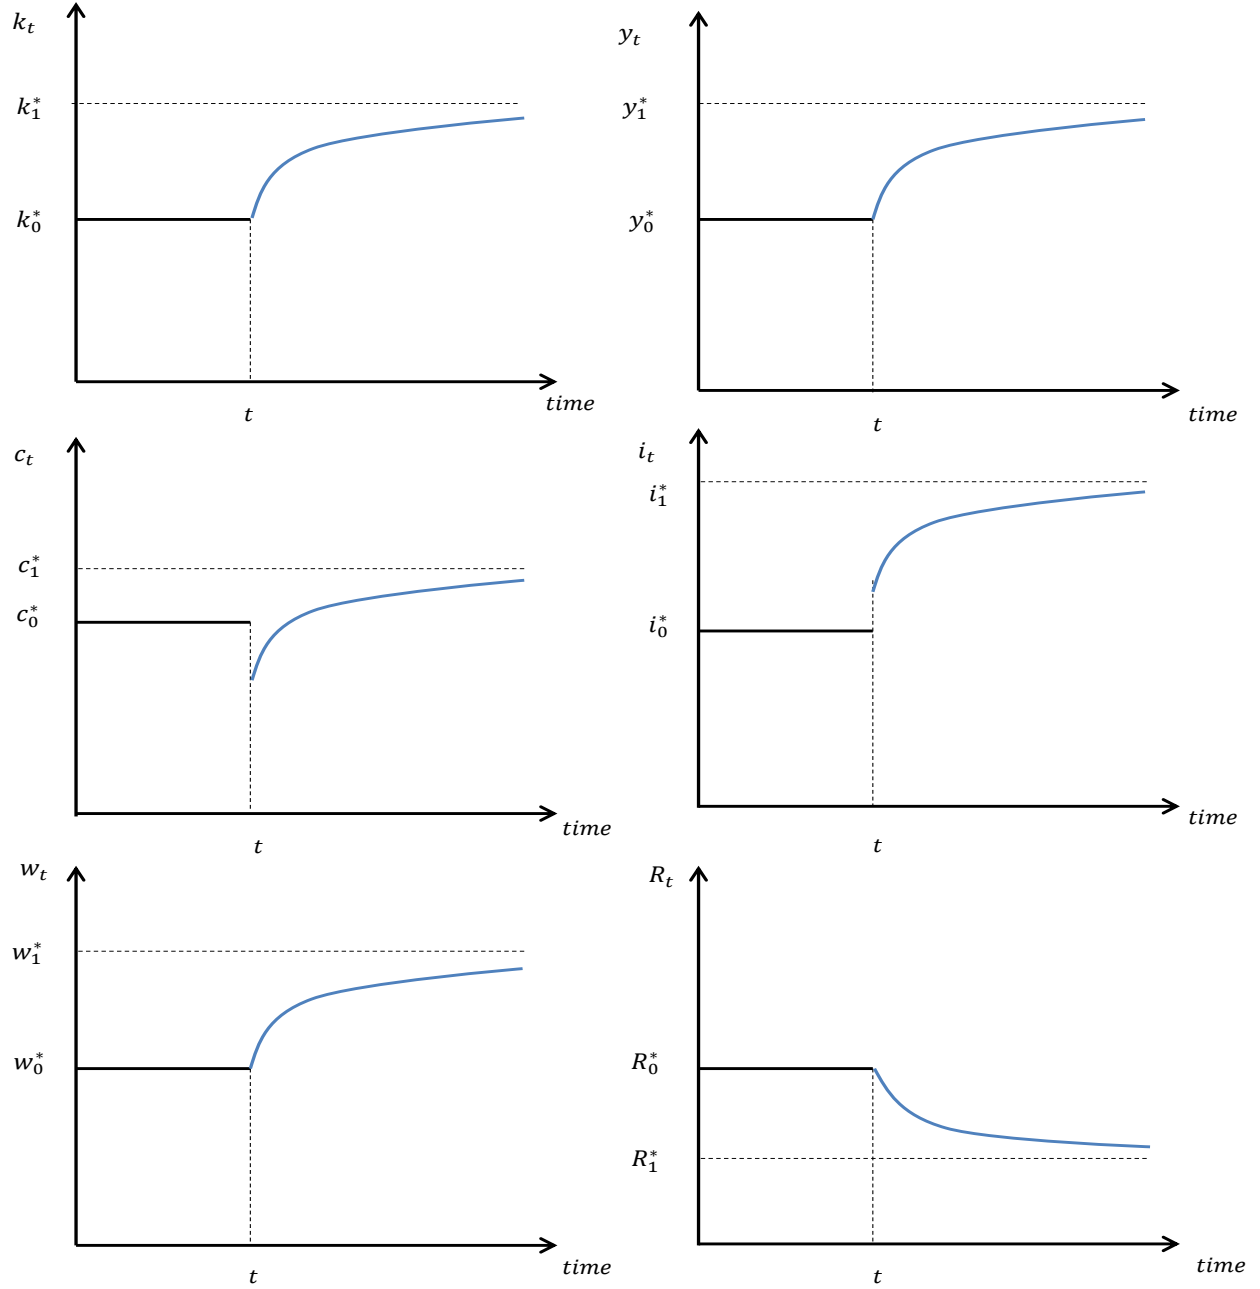 k_t
k_1^*
k_0^*
t
time
y_t
y_1^*
y_0^*
t
time
c_t
c_1^*
c_0^*
t
time
i_t
i_1^*
i_0^*
t
time
w_t
w_1^*
w_0^*
t
time
R_t
R_0^*
R_1^*
t
time